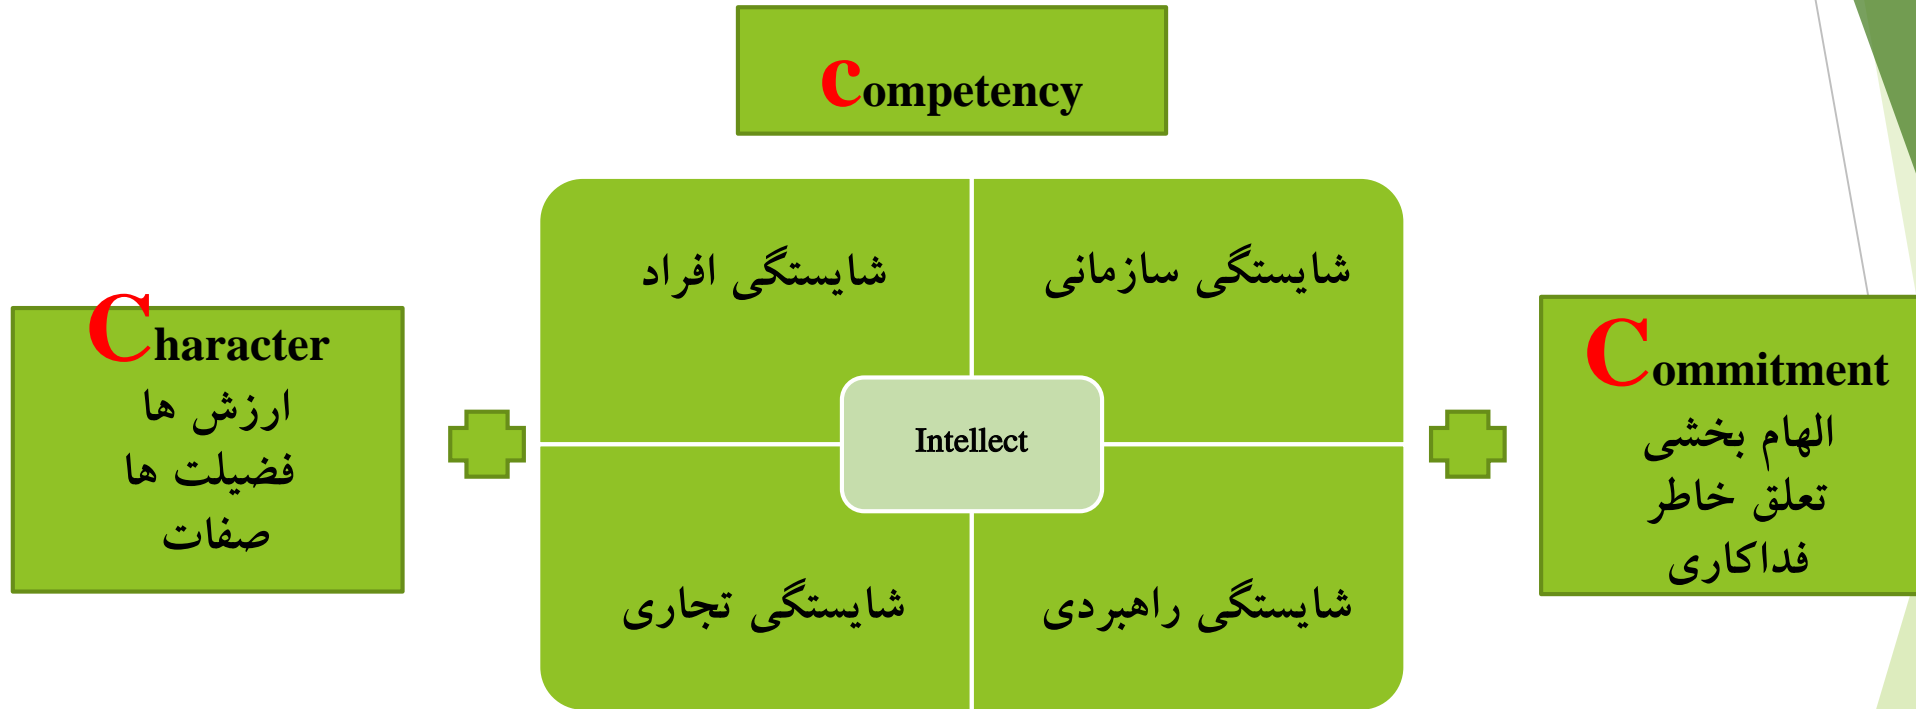 competency
شایستگی افراد
شایستگی سازمانی
Intellect
شایستگی تجاری
شایستگی راهبردی
Character
ارزش ها
فضیلت ها
صفات
Commitment
الهام بخشی
تعلق خاطر
فداکاری